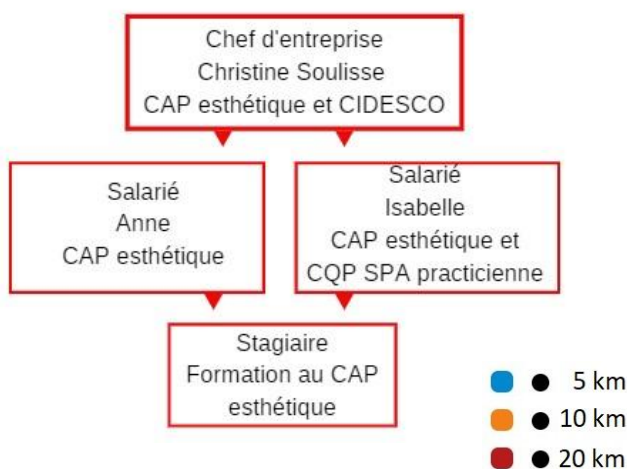 Chef d'entreprise
Christine Soulisse
CAP esthétique et CIDESCO
Salarié
Anne
CAP esthétique
Salarié
Isabelle
CAP esthétique et
CQP SPA practicienne
Stagiaire
Formation au CAP
esthétique
5 km
10 km
20 km